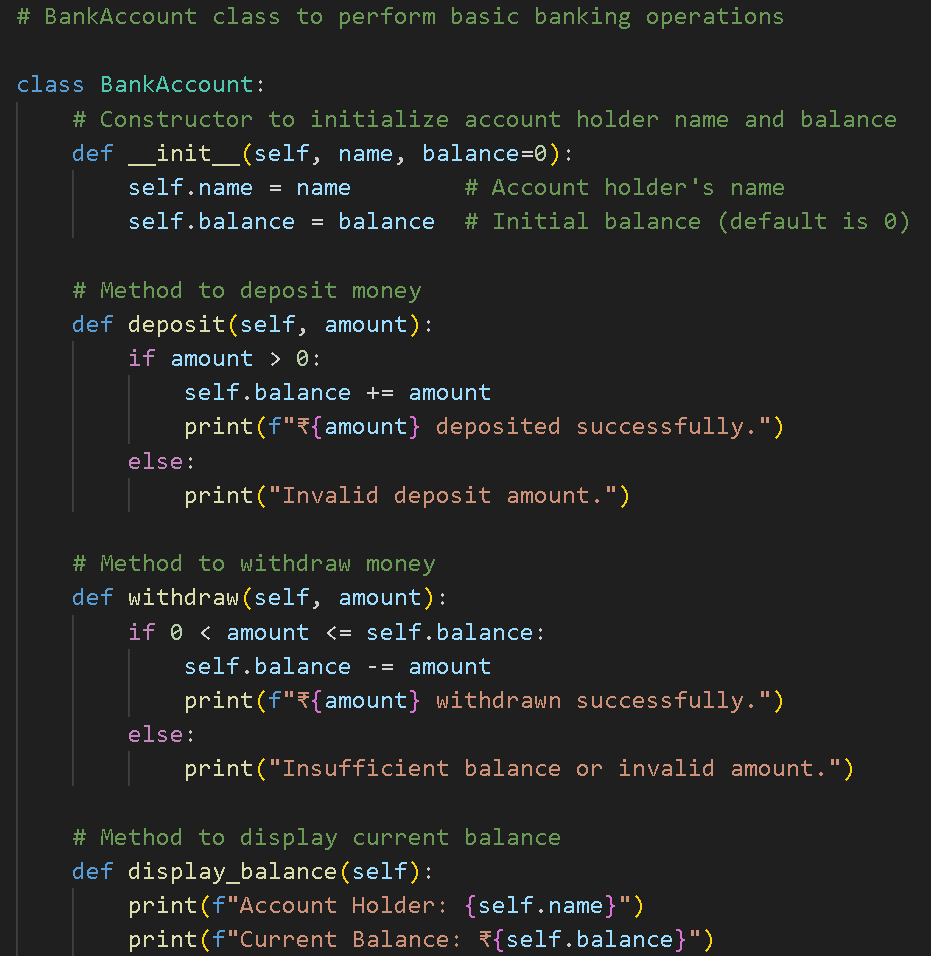 # BankAccount class to perform basic banking operations
class BankAccount:
    # Constructor to initialize account holder name and balance
    def __init__(self, name, balance=0):
        self.name = name        # Account holder's name
        self.balance = balance  # Initial balance (default is 0)
    # Method to deposit money
    def deposit(self, amount):
        if amount > 0:
            self.balance += amount
            print(f"₹{amount} deposited successfully.")
        else:
            print("Invalid deposit amount.")
    # Method to withdraw money
    def withdraw(self, amount):
        if 0 < amount <= self.balance:
            self.balance -= amount
            print(f"₹{amount} withdrawn successfully.")
        else:
            print("Insufficient balance or invalid amount.")
    # Method to display current balance
    def display_balance(self):
        print(f"Account Holder: {self.name}")
        print(f"Current Balance: ₹{self.balance}")